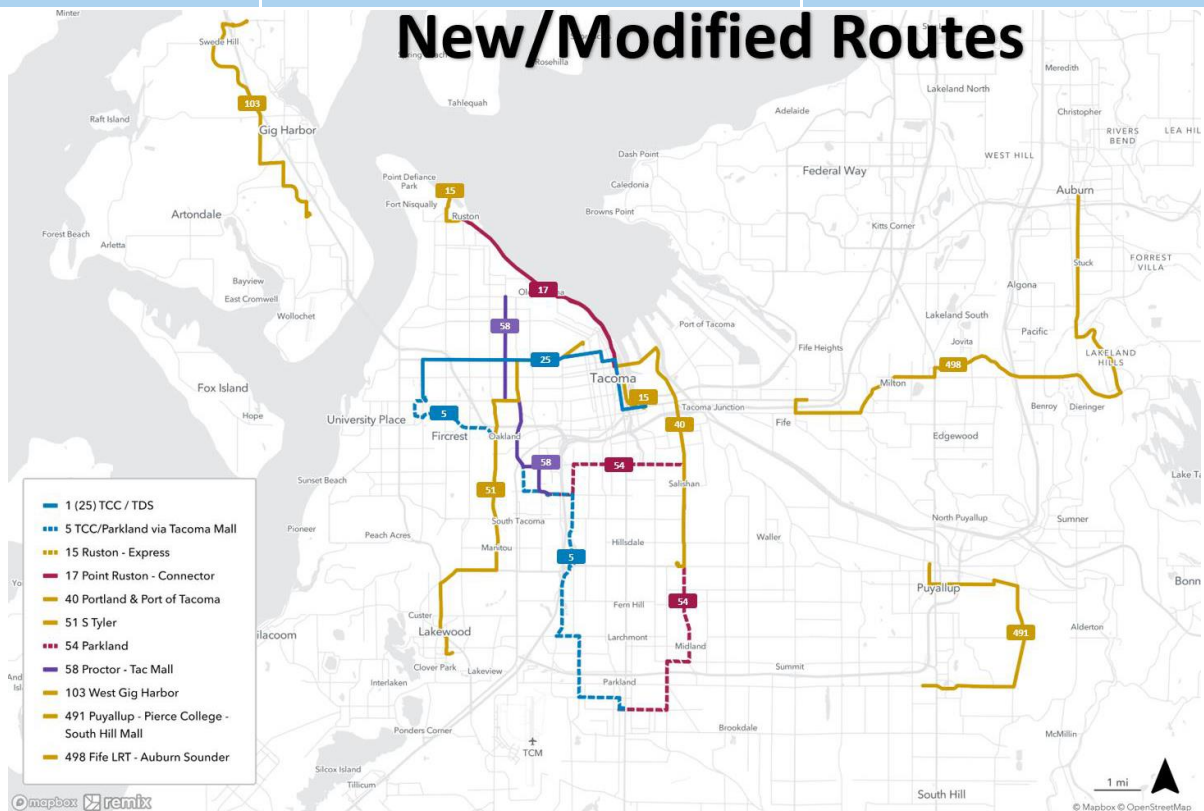 New/Modified Routes
Minter
Swede Hill
Rosehilla
Meredith
Lakeland North
Tahlequah
Adelaide
Christopher
Raft Island
Gig Harbor
103
RIVERS
BEND
LEA HIL
WEST HILL
Dash Point
Federal Way
Point Defiance
Park
Caledonia
Auburn
15
Fort Nisqually
Ruston
Browns Point
Artondale
Kitts Corner
Forest Beach
Arletta
Stuck
FORREST
VILLA
Bayview
East Cromwell
Wollochet
17
Algona
Lakeland South
Port of Tacoma
Pacific
58
Fife Heights
Jovita
25
498
LAKELAND
HILLS
Tacoma
Milton
Fox Island
15
Hope
5
Tacoma Junction
Benroy
Dieringer
University Place
40
Fife
Fircrest
Oakland
Edgewood
58
54
Lake Ta
Sunset Beach
51
Salishan
South Tacoma
North Puyallup
Sumner
Pioneer
Peach Acres
Hillsdale
Waller
Manitou
5
Bonn
Puyallup
54
Custer
Fern Hill
Lakewood
Larchmont
491
Alderton
ilacoom
Midland
Clover Park
Lakeview
Summit
Interlaken
Parkland
Brookdale
Ponders Corner
McMillin
TCM
Silcox Island
Tillicum
South Hill
1 (25) TCC / TDS
5 TCC/Parkland via Tacoma Mall
15 Ruston - Express
17 Point Ruston - Connector
40 Portland & Port of Tacoma
51 S Tyler
54 Parkland
58 Proctor - Tac Mall
103 West Gig Harbor
491 Puyallup - Pierce College -
South Hill Mall
498 Fife LRT - Auburn Sounder
1 mi
mapbox remix
© Mapbox © OpenStreetMap